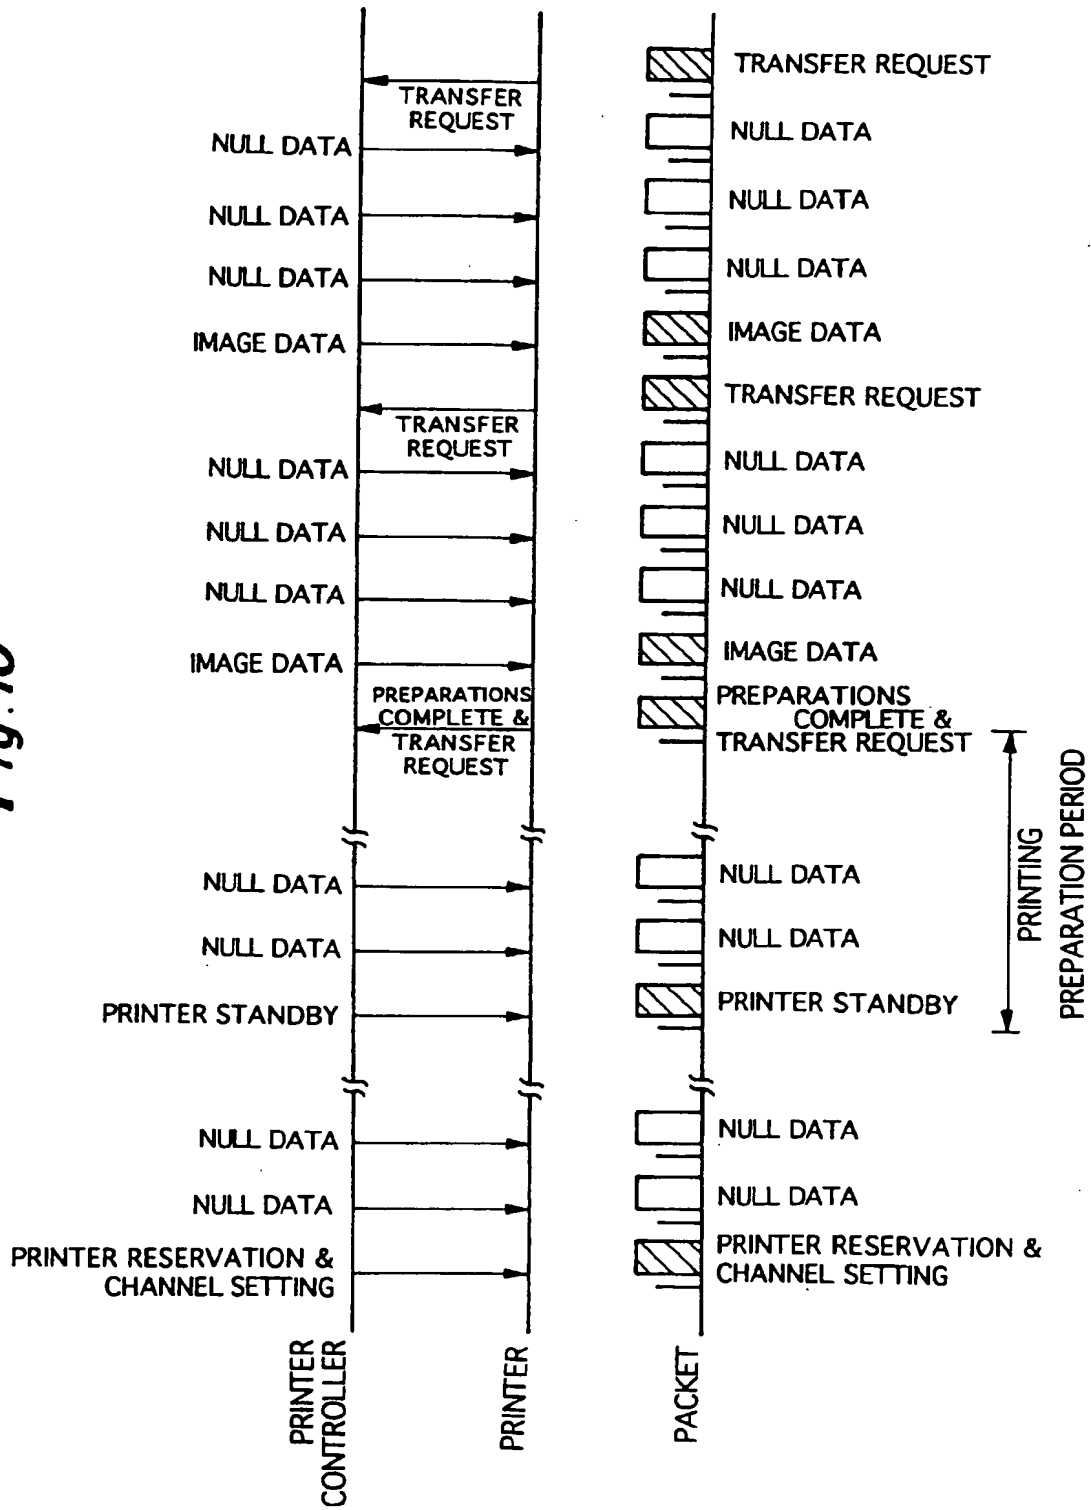 TRANSFER REQUEST
TRANSFER
REQUEST
NULL DATA
NULL DATA
NULL DATA
NULL DATA
NULL DATA
NULL DATA
IMAGE DATA
IMAGE DATA
TRANSFER REQUEST
TRANSFER
REQUEST
NULL DATA
NULL DATA
NULL DATA
NULL DATA
NULL DATA
NULL DATA
IMAGE DATA
IMAGE DATA
PREPARATIONS
COMPLETE &
TRANSFER
REQUEST
PREPARATIONS
COMPLETE &
TRANSFER REQUEST
PRINTING
PREPARATION PERIOD
NULL DATA
NULL DATA
NULL DATA
NULL DATA
PRINTER STANDBY
PRINTER STANDBY
NULL DATA
NULL DATA
NULL DATA
NULL DATA
PRINTER RESERVATION &
CHANNEL SETTING
PRINTER RESERVATION &
CHANNEL SETTING
PRINTER
CONTROLLER
PRINTER
PACKET